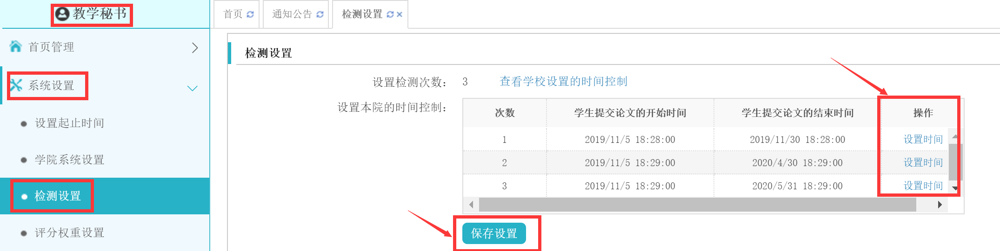 教学秘书
首页管理
系统设置
设置起止时间
学院系统设置
检测设置
评分权重设置
首页 通知公告 检测设置
检测设置
设置检测次数： 3 查看学校设置的时间控制
设置本院的时间控制：
次数 学生提交论文的开始时间 学生提交论文的结束时间 操作
1 2019/11/5 18:28:00 2019/11/30 18:28:00 设置时间
2 2019/11/5 18:29:00 2020/4/30 18:29:00 设置时间
3 2019/11/5 18:29:00 2020/5/31 18:29:00 设置时间
保存设置